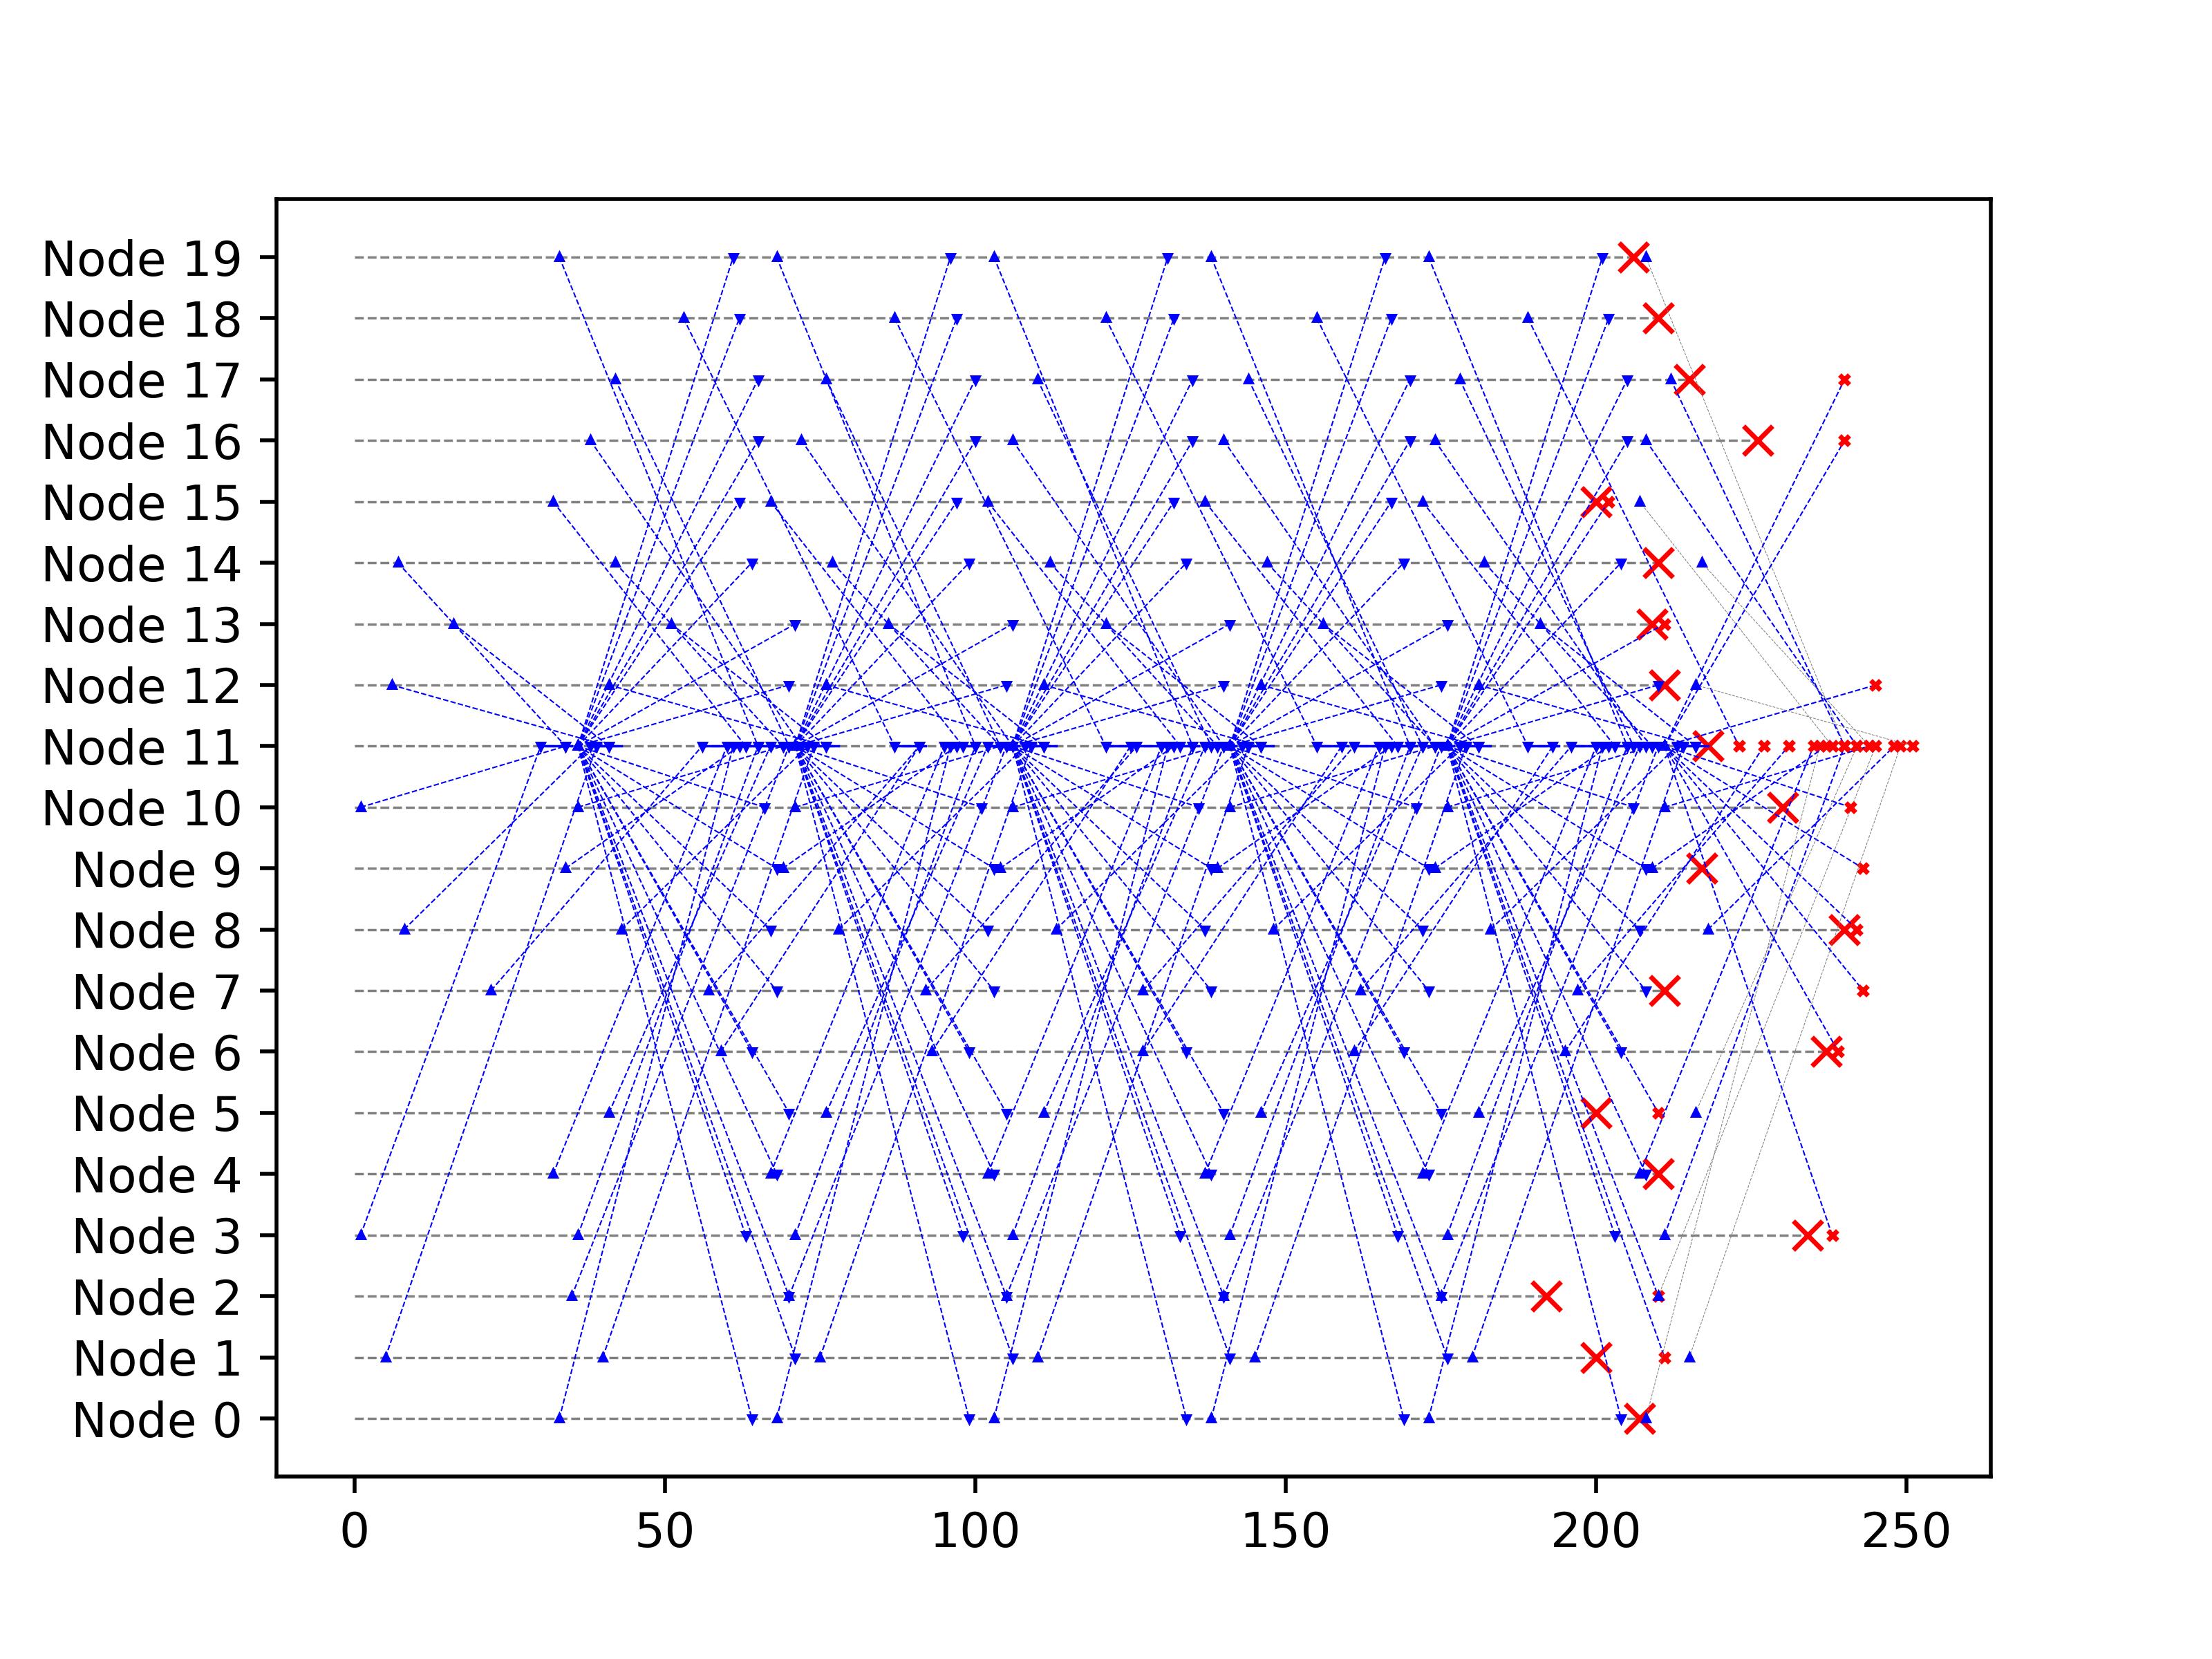 Node 19
Node 18
Node 17
Node 16
Node 15
Node 14
Node 13
Node 12
Node 11
Node 10
Node 9
Node 8
Node 7
Node 6
Node 5
Node 4
Node 3
Node 2
Node 1
Node 0
0 50 100 150 200 250